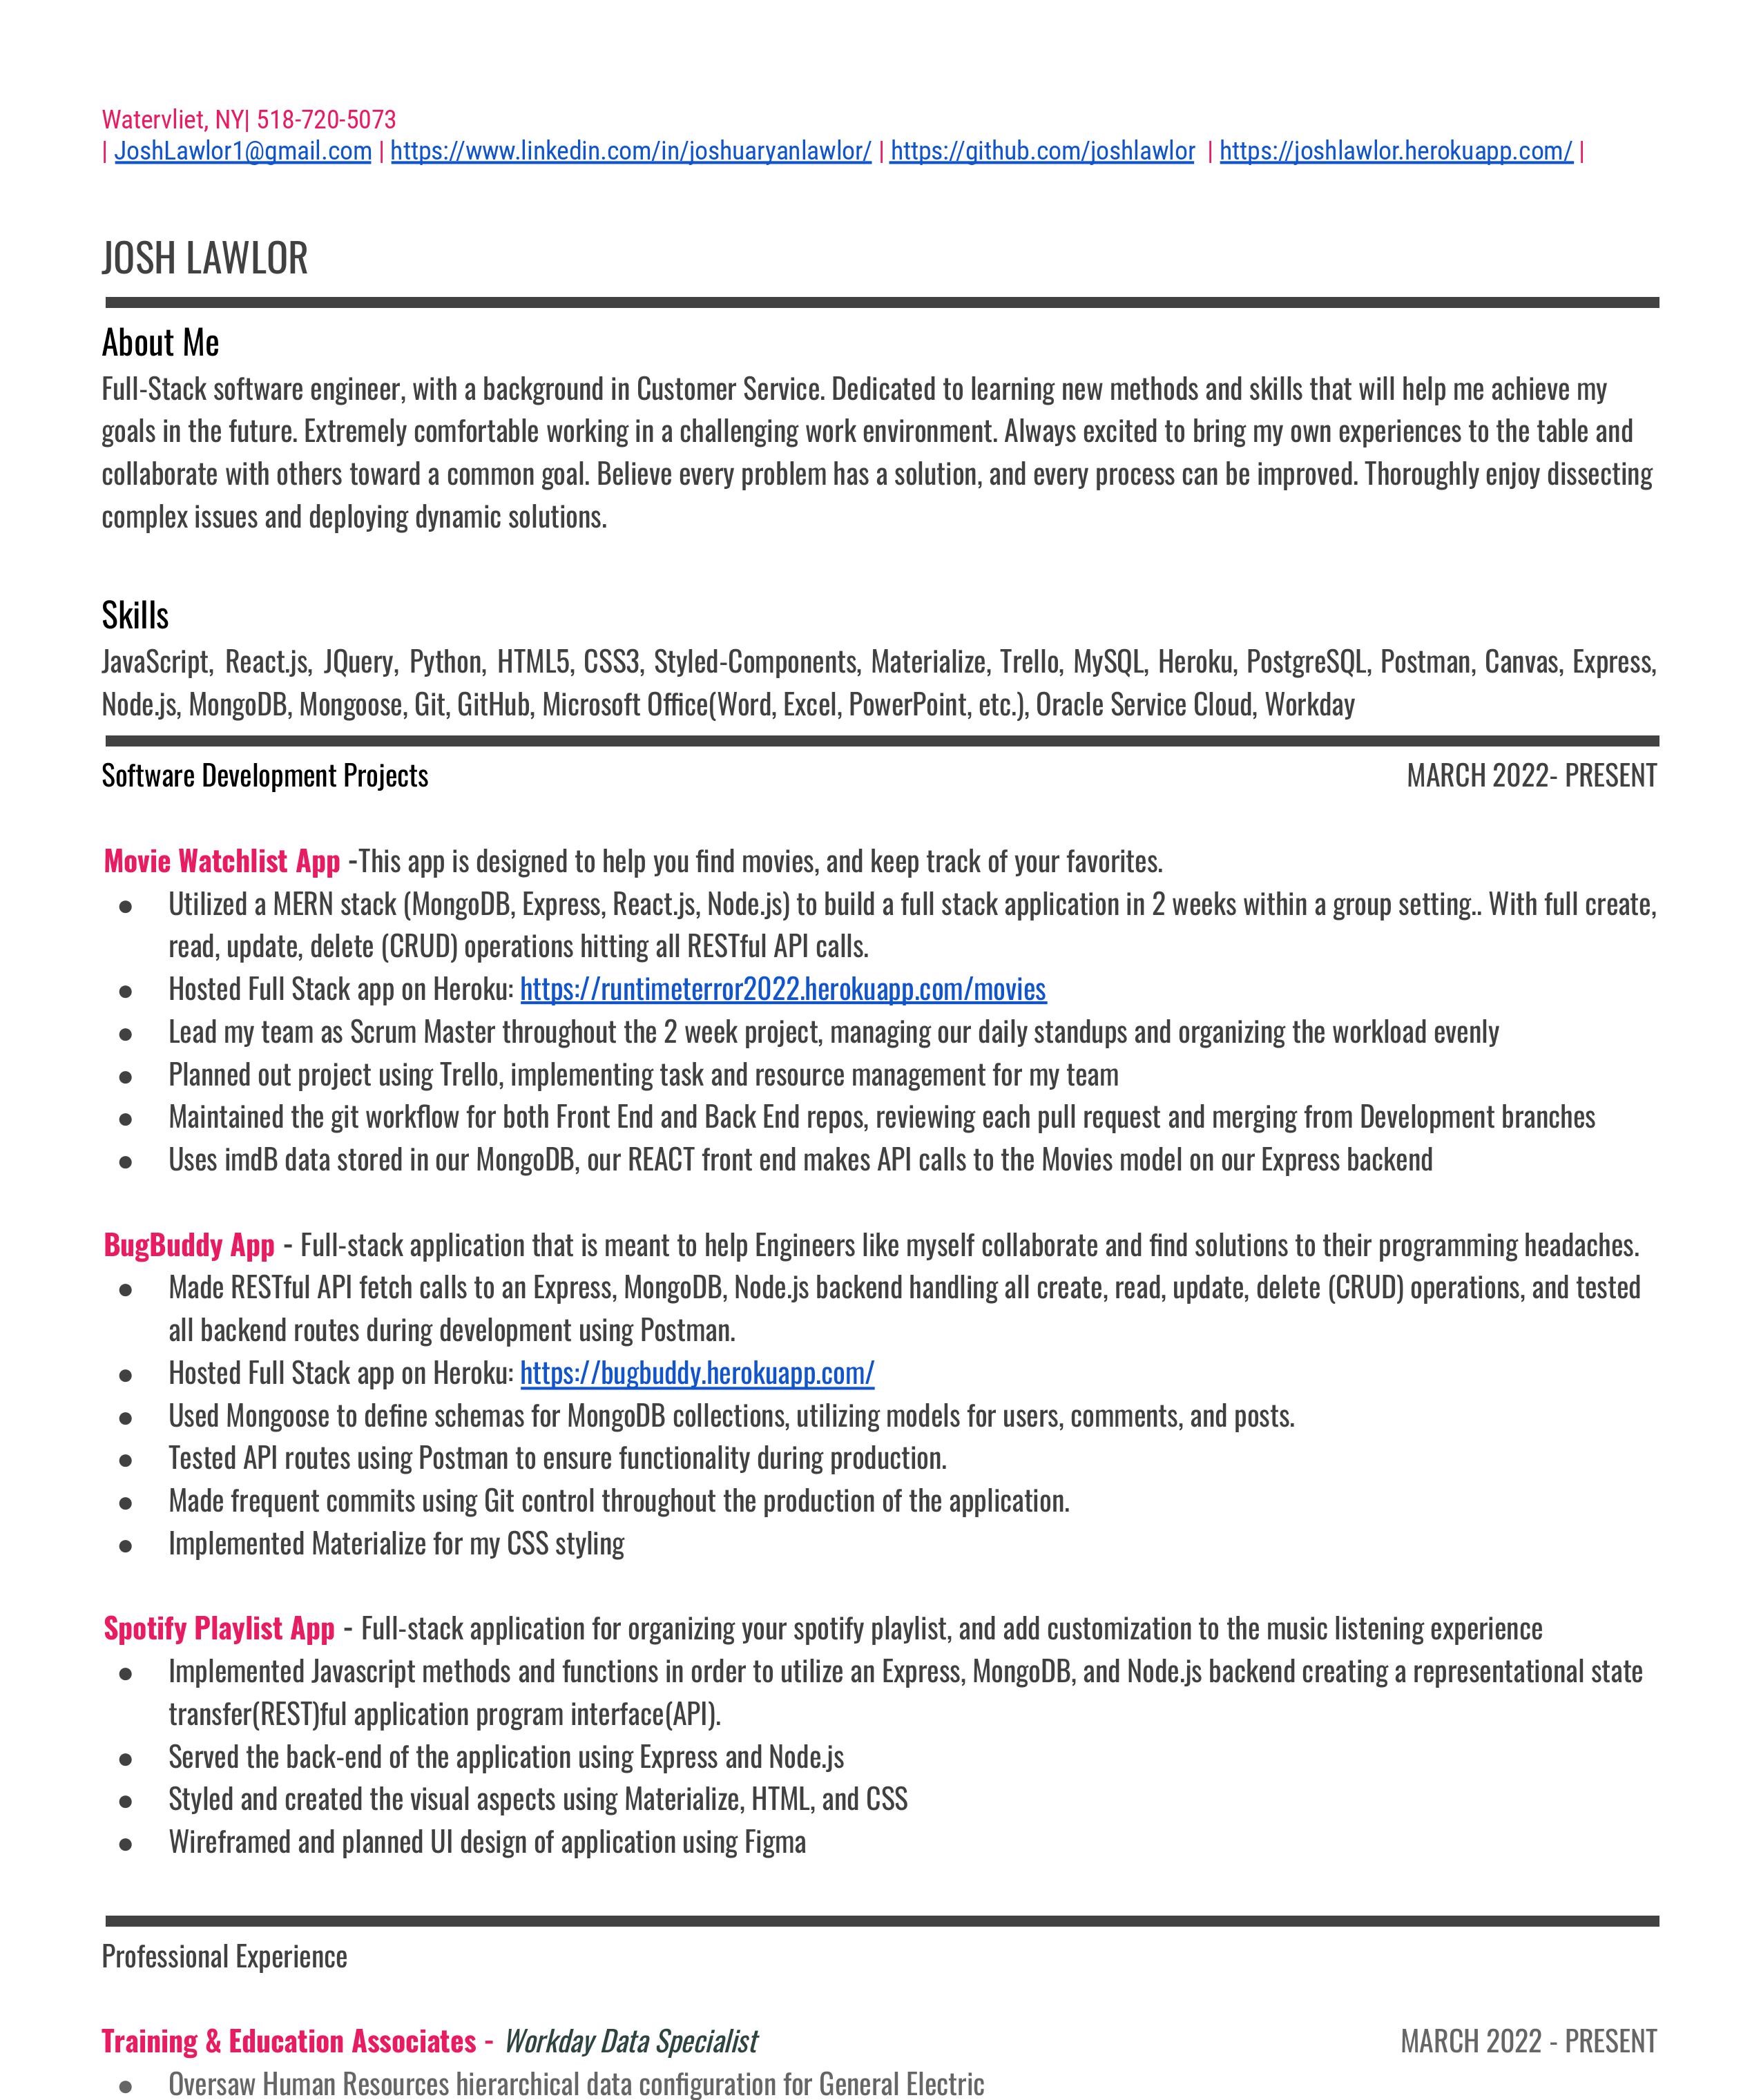 Watervliet, NY| 518-720-5073
| JoshLawlor1@gmail.com | https://www.linkedin.com/in/joshuaryanlawlor/ | https://github.com/joshlawlor | https://joshlawlor.herokuapp.com/ |
JOSH LAWLOR
About Me
Full-Stack software engineer, with a background in Customer Service. Dedicated to learning new methods and skills that will help me achieve my
goals in the future. Extremely comfortable working in a challenging work environment. Always excited to bring my own experiences to the table and
collaborate with others toward a common goal. Believe every problem has a solution, and every process can be improved. Thoroughly enjoy dissecting
complex issues and deploying dynamic solutions.
Skills
JavaScript, React.js, JQuery, Python, HTML5, CSS3, Styled-Components, Materialize, Trello, MySQL, Heroku, PostgreSQL, Postman, Canvas, Express,
Node.js, MongoDB, Mongoose, Git, GitHub, Microsoft Office(Word, Excel, PowerPoint, etc.), Oracle Service Cloud, Workday
Software Development Projects MARCH 2022- PRESENT
Movie Watchlist App -This app is designed to help you find movies, and keep track of your favorites.
● Utilized a MERN stack (MongoDB, Express, React.js, Node.js) to build a full stack application in 2 weeks within a group setting.. With full create,
read, update, delete (CRUD) operations hitting all RESTful API calls.
● Hosted Full Stack app on Heroku: https://runtimeterror2022.herokuapp.com/movies
● Lead my team as Scrum Master throughout the 2 week project, managing our daily standups and organizing the workload evenly
● Planned out project using Trello, implementing task and resource management for my team
● Maintained the git workflow for both Front End and Back End repos, reviewing each pull request and merging from Development branches
● Uses imdB data stored in our MongoDB, our REACT front end makes API calls to the Movies model on our Express backend
BugBuddy App - Full-stack application that is meant to help Engineers like myself collaborate and find solutions to their programming headaches.
● Made RESTful API fetch calls to an Express, MongoDB, Node.js backend handling all create, read, update, delete (CRUD) operations, and tested
all backend routes during development using Postman.
● Hosted Full Stack app on Heroku: https://bugbuddy.herokuapp.com/
● Used Mongoose to define schemas for MongoDB collections, utilizing models for users, comments, and posts.
● Tested API routes using Postman to ensure functionality during production.
● Made frequent commits using Git control throughout the production of the application.
● Implemented Materialize for my CSS styling
Spotify Playlist App - Full-stack application for organizing your spotify playlist, and add customization to the music listening experience
● Implemented Javascript methods and functions in order to utilize an Express, MongoDB, and Node.js backend creating a representational state
transfer(REST)ful application program interface(API).
● Served the back-end of the application using Express and Node.js
● Styled and created the visual aspects using Materialize, HTML, and CSS
● Wireframed and planned UI design of application using Figma
Professional Experience
Training & Education Associates - Workday Data Specialist MARCH 2022 - PRESENT
● Oversaw Human Resources hierarchical data configuration for General Electric